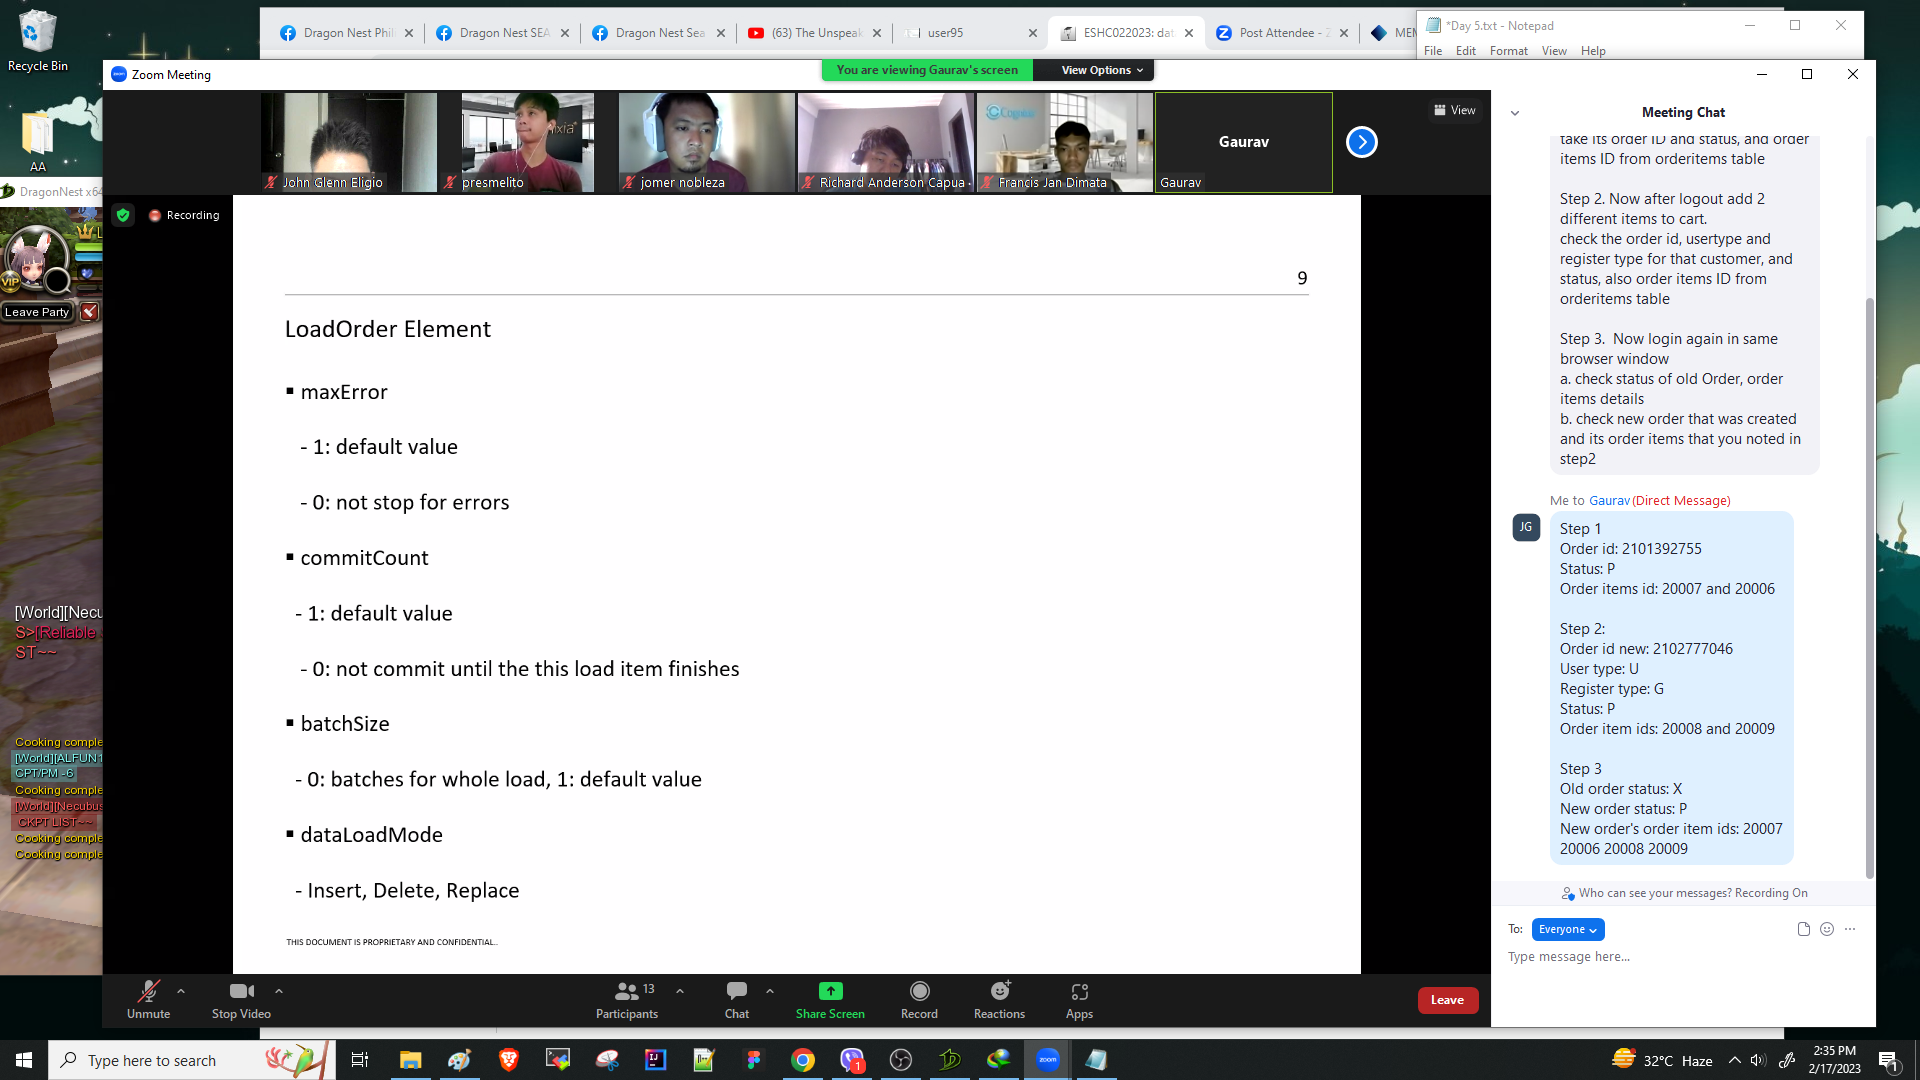 Recycle Bin
AA
DragonNest x64
VIP
Leave Party
[World][Necu
S>[Reliable
ST~~
Cooking comple
[World][ALFUN1
CPT/PM -6
Cooking comple
[World][Necubus
CKPT LIST~~
Cooking comple
Cooking comple
Dragon Nest Phil
Dragon Nest SEA
Dragon Nest Sea
(63) The Unspeak
user95
ESHC022023: dat
Post Attendee - Z
MEM
*Day 5.txt - Notepad
File Edit Format View Help
Zoom Meeting
You are viewing Gaurav's screen
View Options
John Glenn Eligio
presmelito
jomer nobleza
Richard Anderson Capua
Francis Jan Dimata
Gaurav
Gaurav
View
Recording
9
LoadOrder Element
▪ maxError
- 1: default value
- 0: not stop for errors
▪ commitCount
- 1: default value
- 0: not commit until the this load item finishes
▪ batchSize
- 0: batches for whole load, 1: default value
▪ dataLoadMode
- Insert, Delete, Replace
THIS DOCUMENT IS PROPRIETARY AND CONFIDENTIAL..
Meeting Chat
take its order ID and status, and order
items ID from orderitems table
Step 2. Now after logout add 2
different items to cart.
check the order id, usertype and
register type for that customer, and
status, also order items ID from
orderitems table
Step 3.  Now login again in same
browser window
a. check status of old Order, order
items details
b. check new order that was created
and its order items that you noted in
step2
Me to Gaurav (Direct Message)
JG
Step 1
Order id: 2101392755
Status: P
Order items id: 20007 and 20006
Step 2:
Order id new: 2102777046
User type: U
Register type: G
Status: P
Order item ids: 20008 and 20009
Step 3
Old order status: X
New order status: P
New order's order item ids: 20007
20006 20008 20009
Who can see your messages? Recording On
To: Everyone
Type message here...
Unmute
Stop Video
Participants
13
Chat
Share Screen
Record
Reactions
Apps
Leave
Type here to search
32°C Haze
2:35 PM
2/17/2023